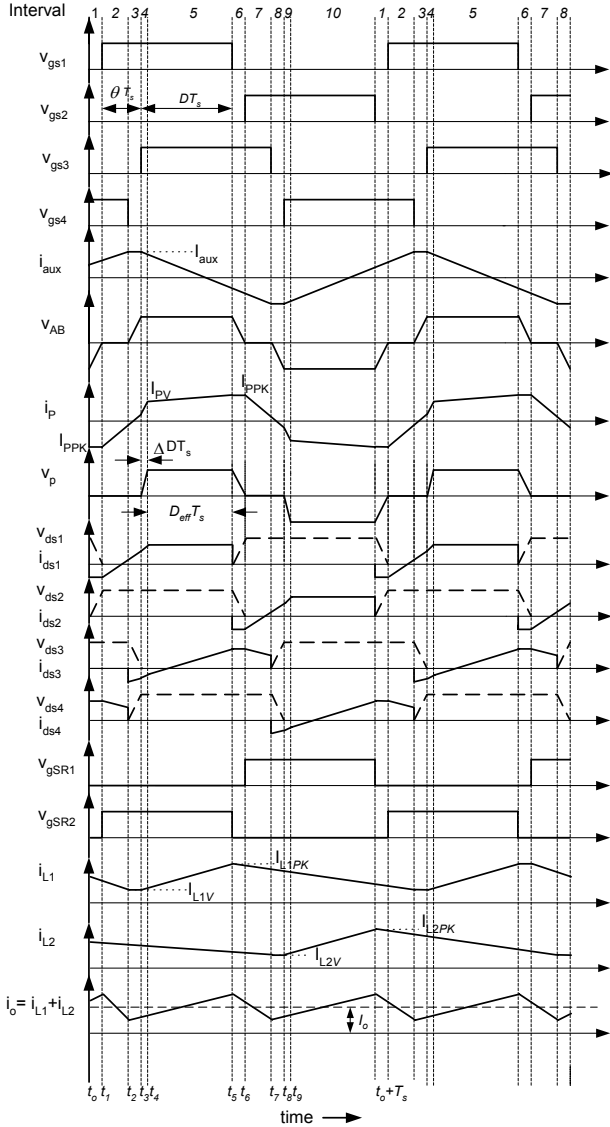 Interval 1 2 3 4 5 6 7 8 9 10 1 2 3 4 5 6 7 8
v_gs1
θ T_s DT_s
v_gs2
v_gs3
v_gs4
i_aux I_aux
v_AB
I_PV I_PPK
i_P
I_PPK
Δ DT_s
v_p
D_eff T_s
v_ds1
i_ds1
v_ds2
i_ds2
v_ds3
i_ds3
v_ds4
i_ds4
v_gSR1
v_gSR2
I_L1PK
i_L1
I_L1V
I_L2PK
i_L2
I_L2V
i_o = i_L1 + i_L2
I_o
t_o t_1 t_2 t_3 t_4 t_5 t_6 t_7 t_8 t_9 t_o+T_s
time